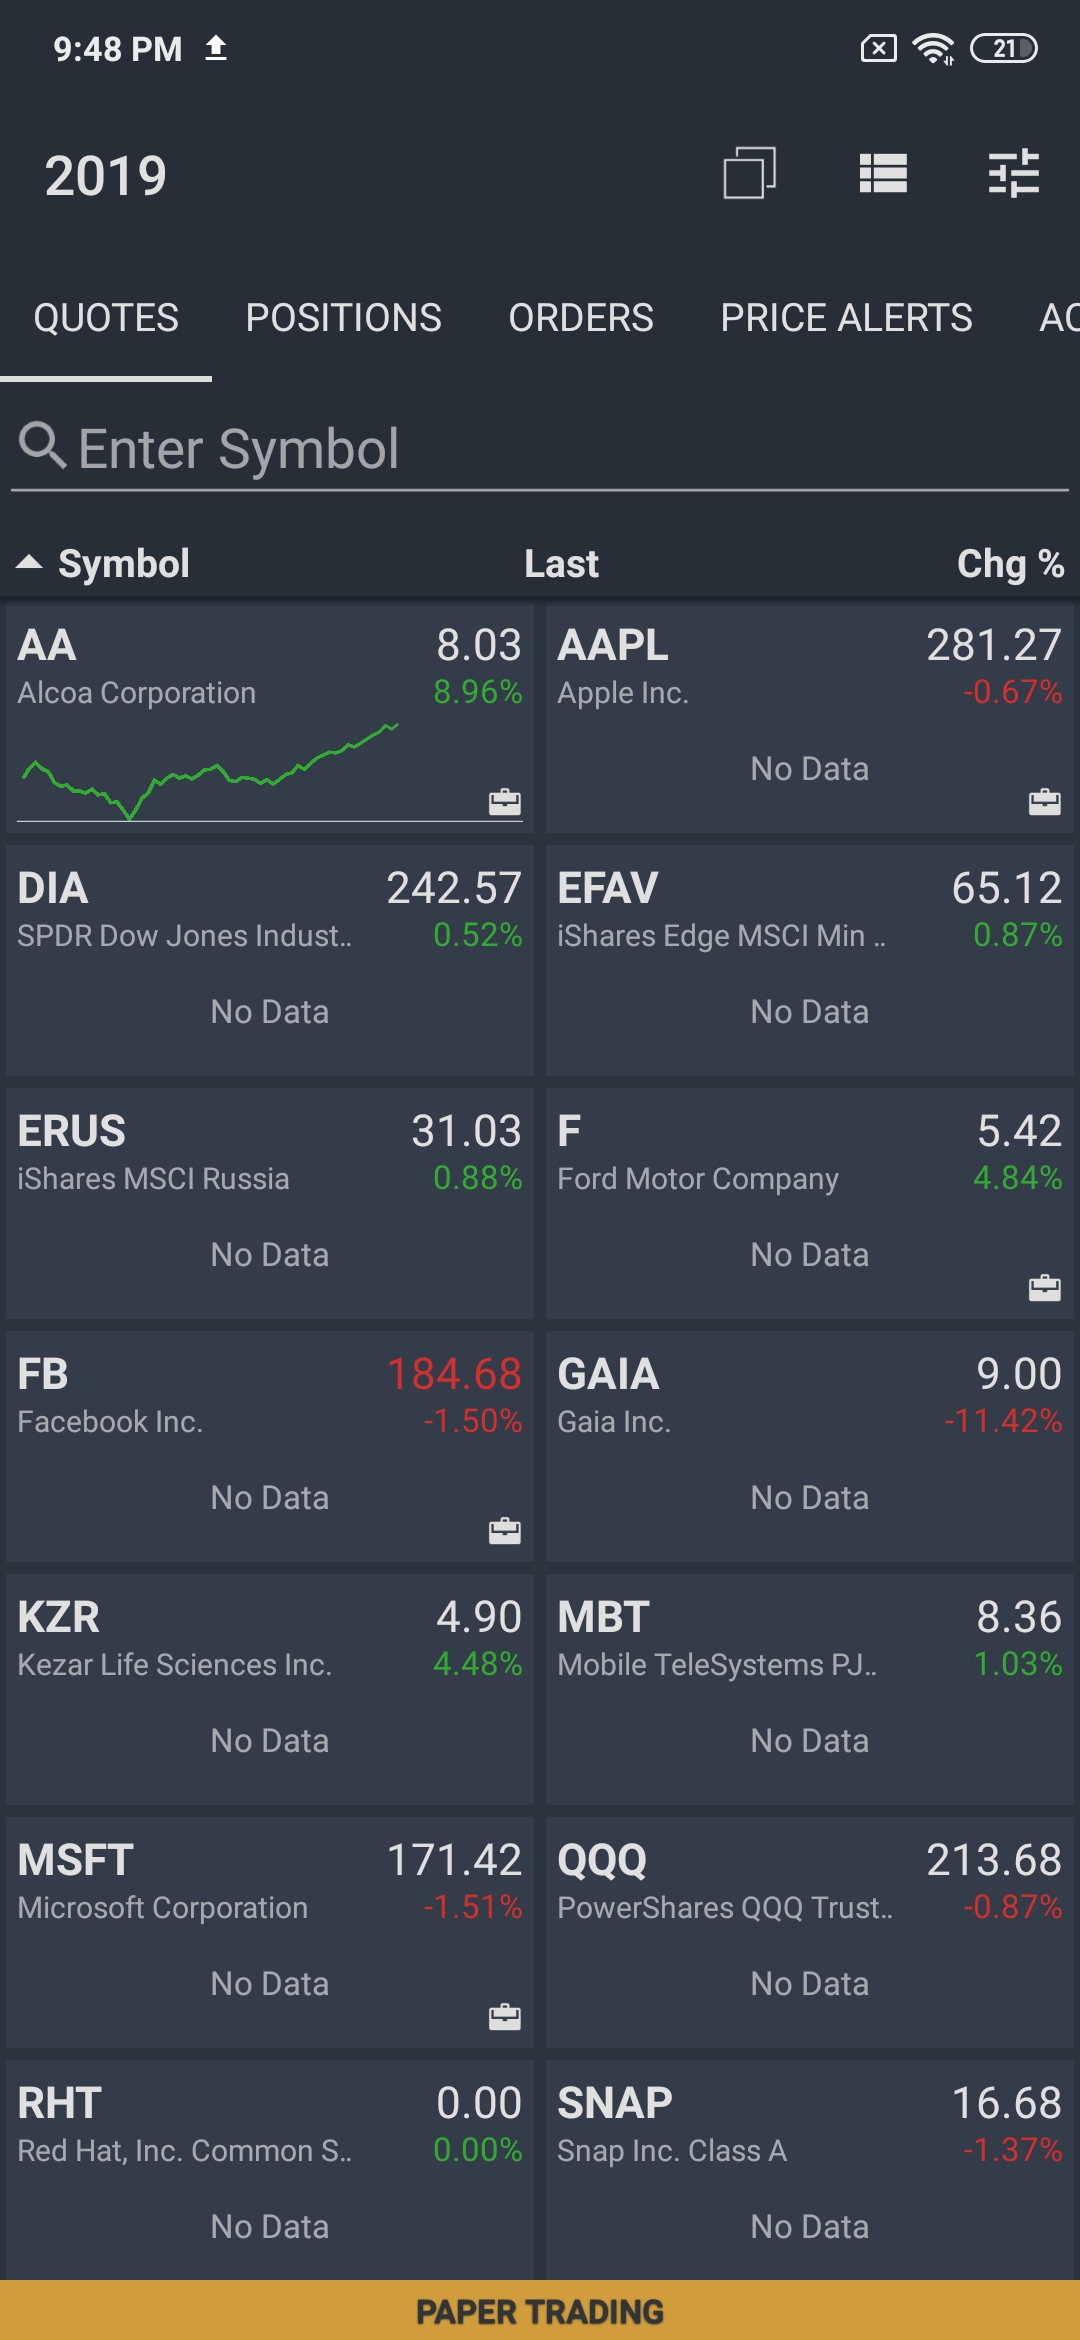 9:48 PM
21
2019
QUOTES POSITIONS ORDERS PRICE ALERTS AC
Enter Symbol
Symbol Last Chg %
AA 8.03
Alcoa Corporation 8.96%
AAPL 281.27
Apple Inc. -0.67%
No Data
DIA 242.57
SPDR Dow Jones Indust.. 0.52%
No Data
EFAV 65.12
iShares Edge MSCI Min .. 0.87%
No Data
ERUS 31.03
iShares MSCI Russia 0.88%
No Data
F 5.42
Ford Motor Company 4.84%
No Data
FB 184.68
Facebook Inc. -1.50%
No Data
GAIA 9.00
Gaia Inc. -11.42%
No Data
KZR 4.90
Kezar Life Sciences Inc. 4.48%
No Data
MBT 8.36
Mobile TeleSystems PJ.. 1.03%
No Data
MSFT 171.42
Microsoft Corporation -1.51%
No Data
QQQ 213.68
PowerShares QQQ Trust.. -0.87%
No Data
RHT 0.00
Red Hat, Inc. Common S.. 0.00%
No Data
SNAP 16.68
Snap Inc. Class A -1.37%
No Data
PAPER TRADING